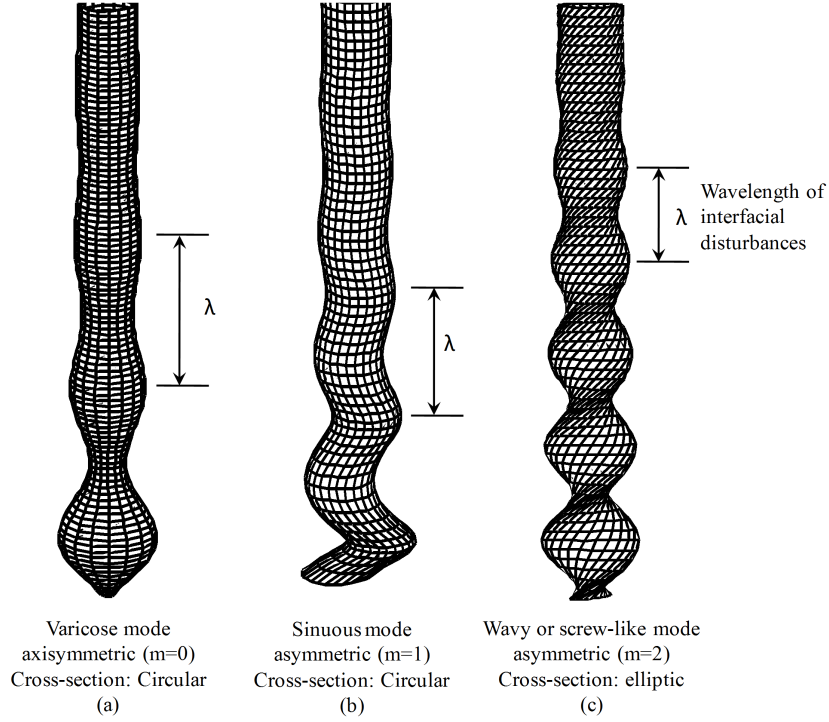 λ
λ
λ
Wavelength of
interfacial
disturbances
Varicose mode
axisymmetric (m=0)
Cross-section: Circular
(a)
Sinuous mode
asymmetric (m=1)
Cross-section: Circular
(b)
Wavy or screw-like mode
asymmetric (m=2)
Cross-section: elliptic
(c)